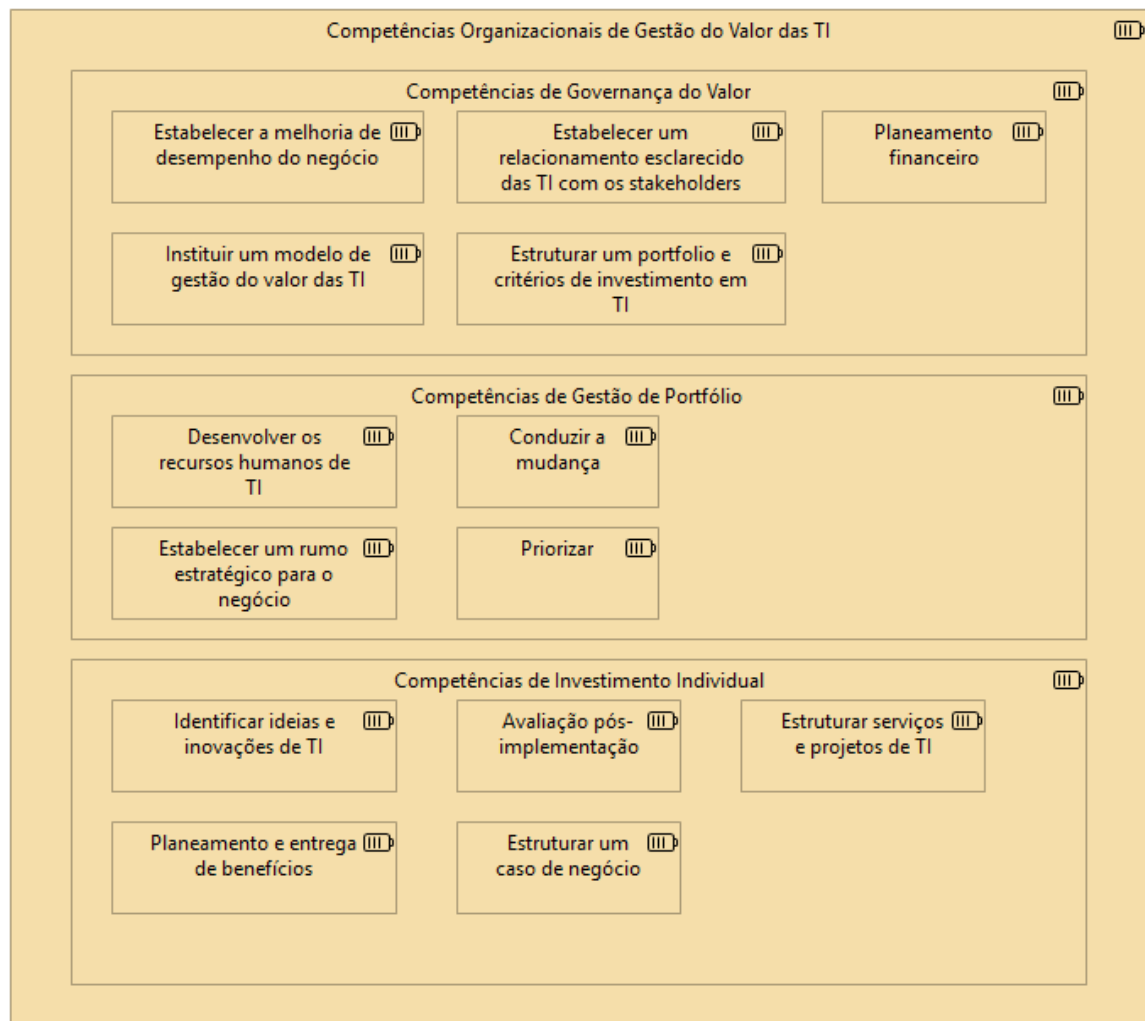 Competências Organizacionais de Gestão do Valor das TI
Competências de Governança do Valor
Estabelecer a melhoria de
desempenho do negócio
Estabelecer um
relacionamento esclarecido
das TI com os stakeholders
Planeamento
financeiro
Instituir um modelo de
gestão do valor das TI
Estruturar um portfolio e
critérios de investimento em
TI
Competências de Gestão de Portfólio
Desenvolver os
recursos humanos de
TI
Conduzir a
mudança
Estabelecer um rumo
estratégico para o
negócio
Priorizar
Competências de Investimento Individual
Identificar ideias e
inovações de TI
Avaliação pós-
implementação
Estruturar serviços
e projetos de TI
Planeamento e entrega
de benefícios
Estruturar um
caso de negócio